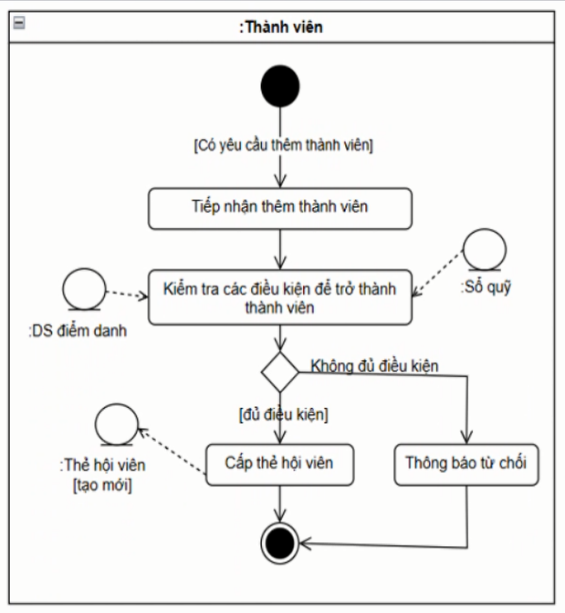 :Thành viên
[Có yêu cầu thêm thành viên]
Tiếp nhận thêm thành viên
:Sổ quỹ
Kiểm tra các điều kiện để trở thành
thành viên
:DS điểm danh
Không đủ điều kiện
[đủ điều kiện]
:Thẻ hội viên
[tạo mới]
Cấp thẻ hội viên
Thông báo từ chối